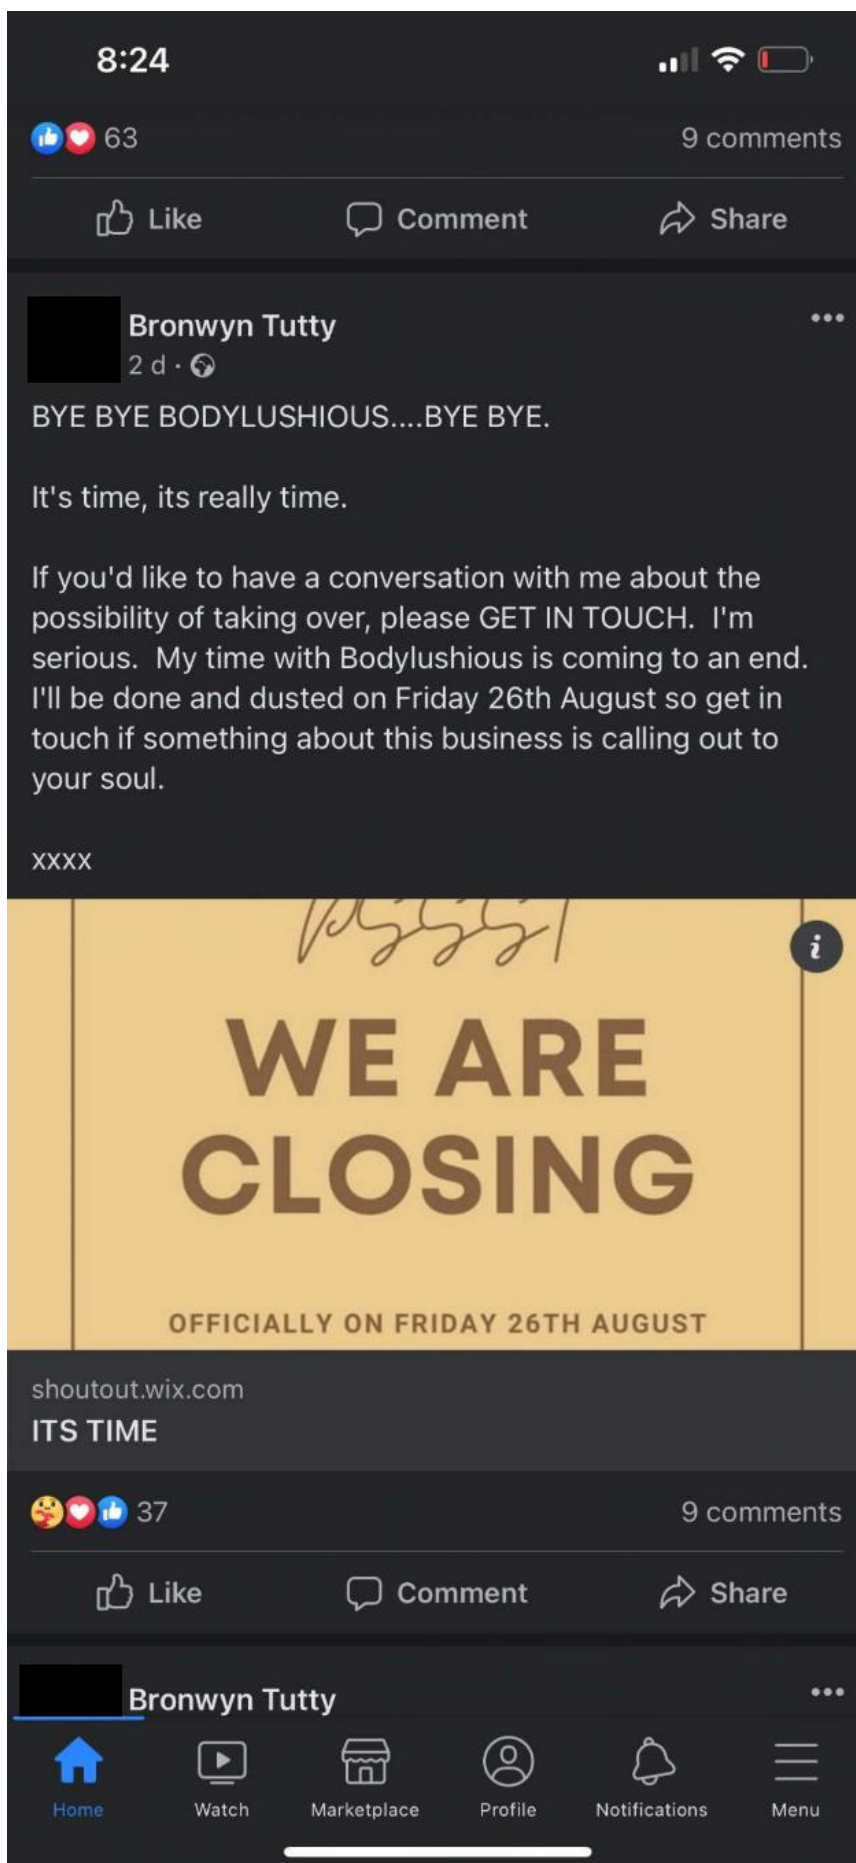 8:24
63
9 comments
Like
Comment
Share
Bronwyn Tutty
2 d ·
BYE BYE BODYLUSHIOUS....BYE BYE.
It's time, its really time.
If you'd like to have a conversation with me about the
possibility of taking over, please GET IN TOUCH.  I'm
serious.  My time with Bodylushious is coming to an end.
I'll be done and dusted on Friday 26th August so get in
touch if something about this business is calling out to
your soul.
xxxx
WE ARE
CLOSING
OFFICIALLY ON FRIDAY 26TH AUGUST
shoutout.wix.com
ITS TIME
37
9 comments
Like
Comment
Share
Bronwyn Tutty
Home
Watch
Marketplace
Profile
Notifications
Menu